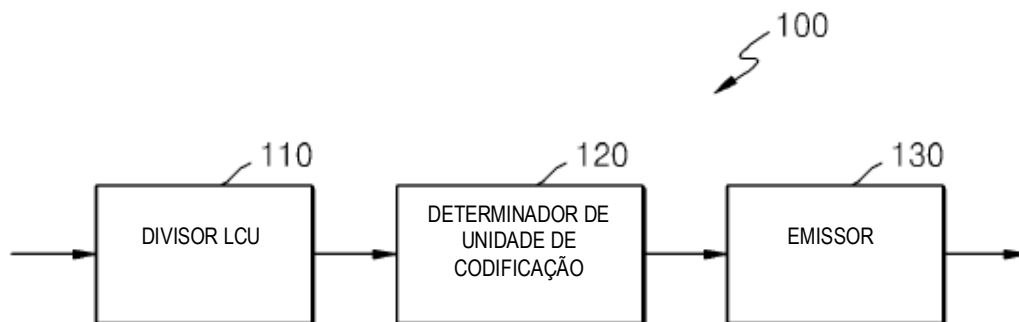 100
110
120
130
DIVISOR LCU
DETERMINADOR DE
UNIDADE DE
CODIFICAÇÃO
EMISSOR